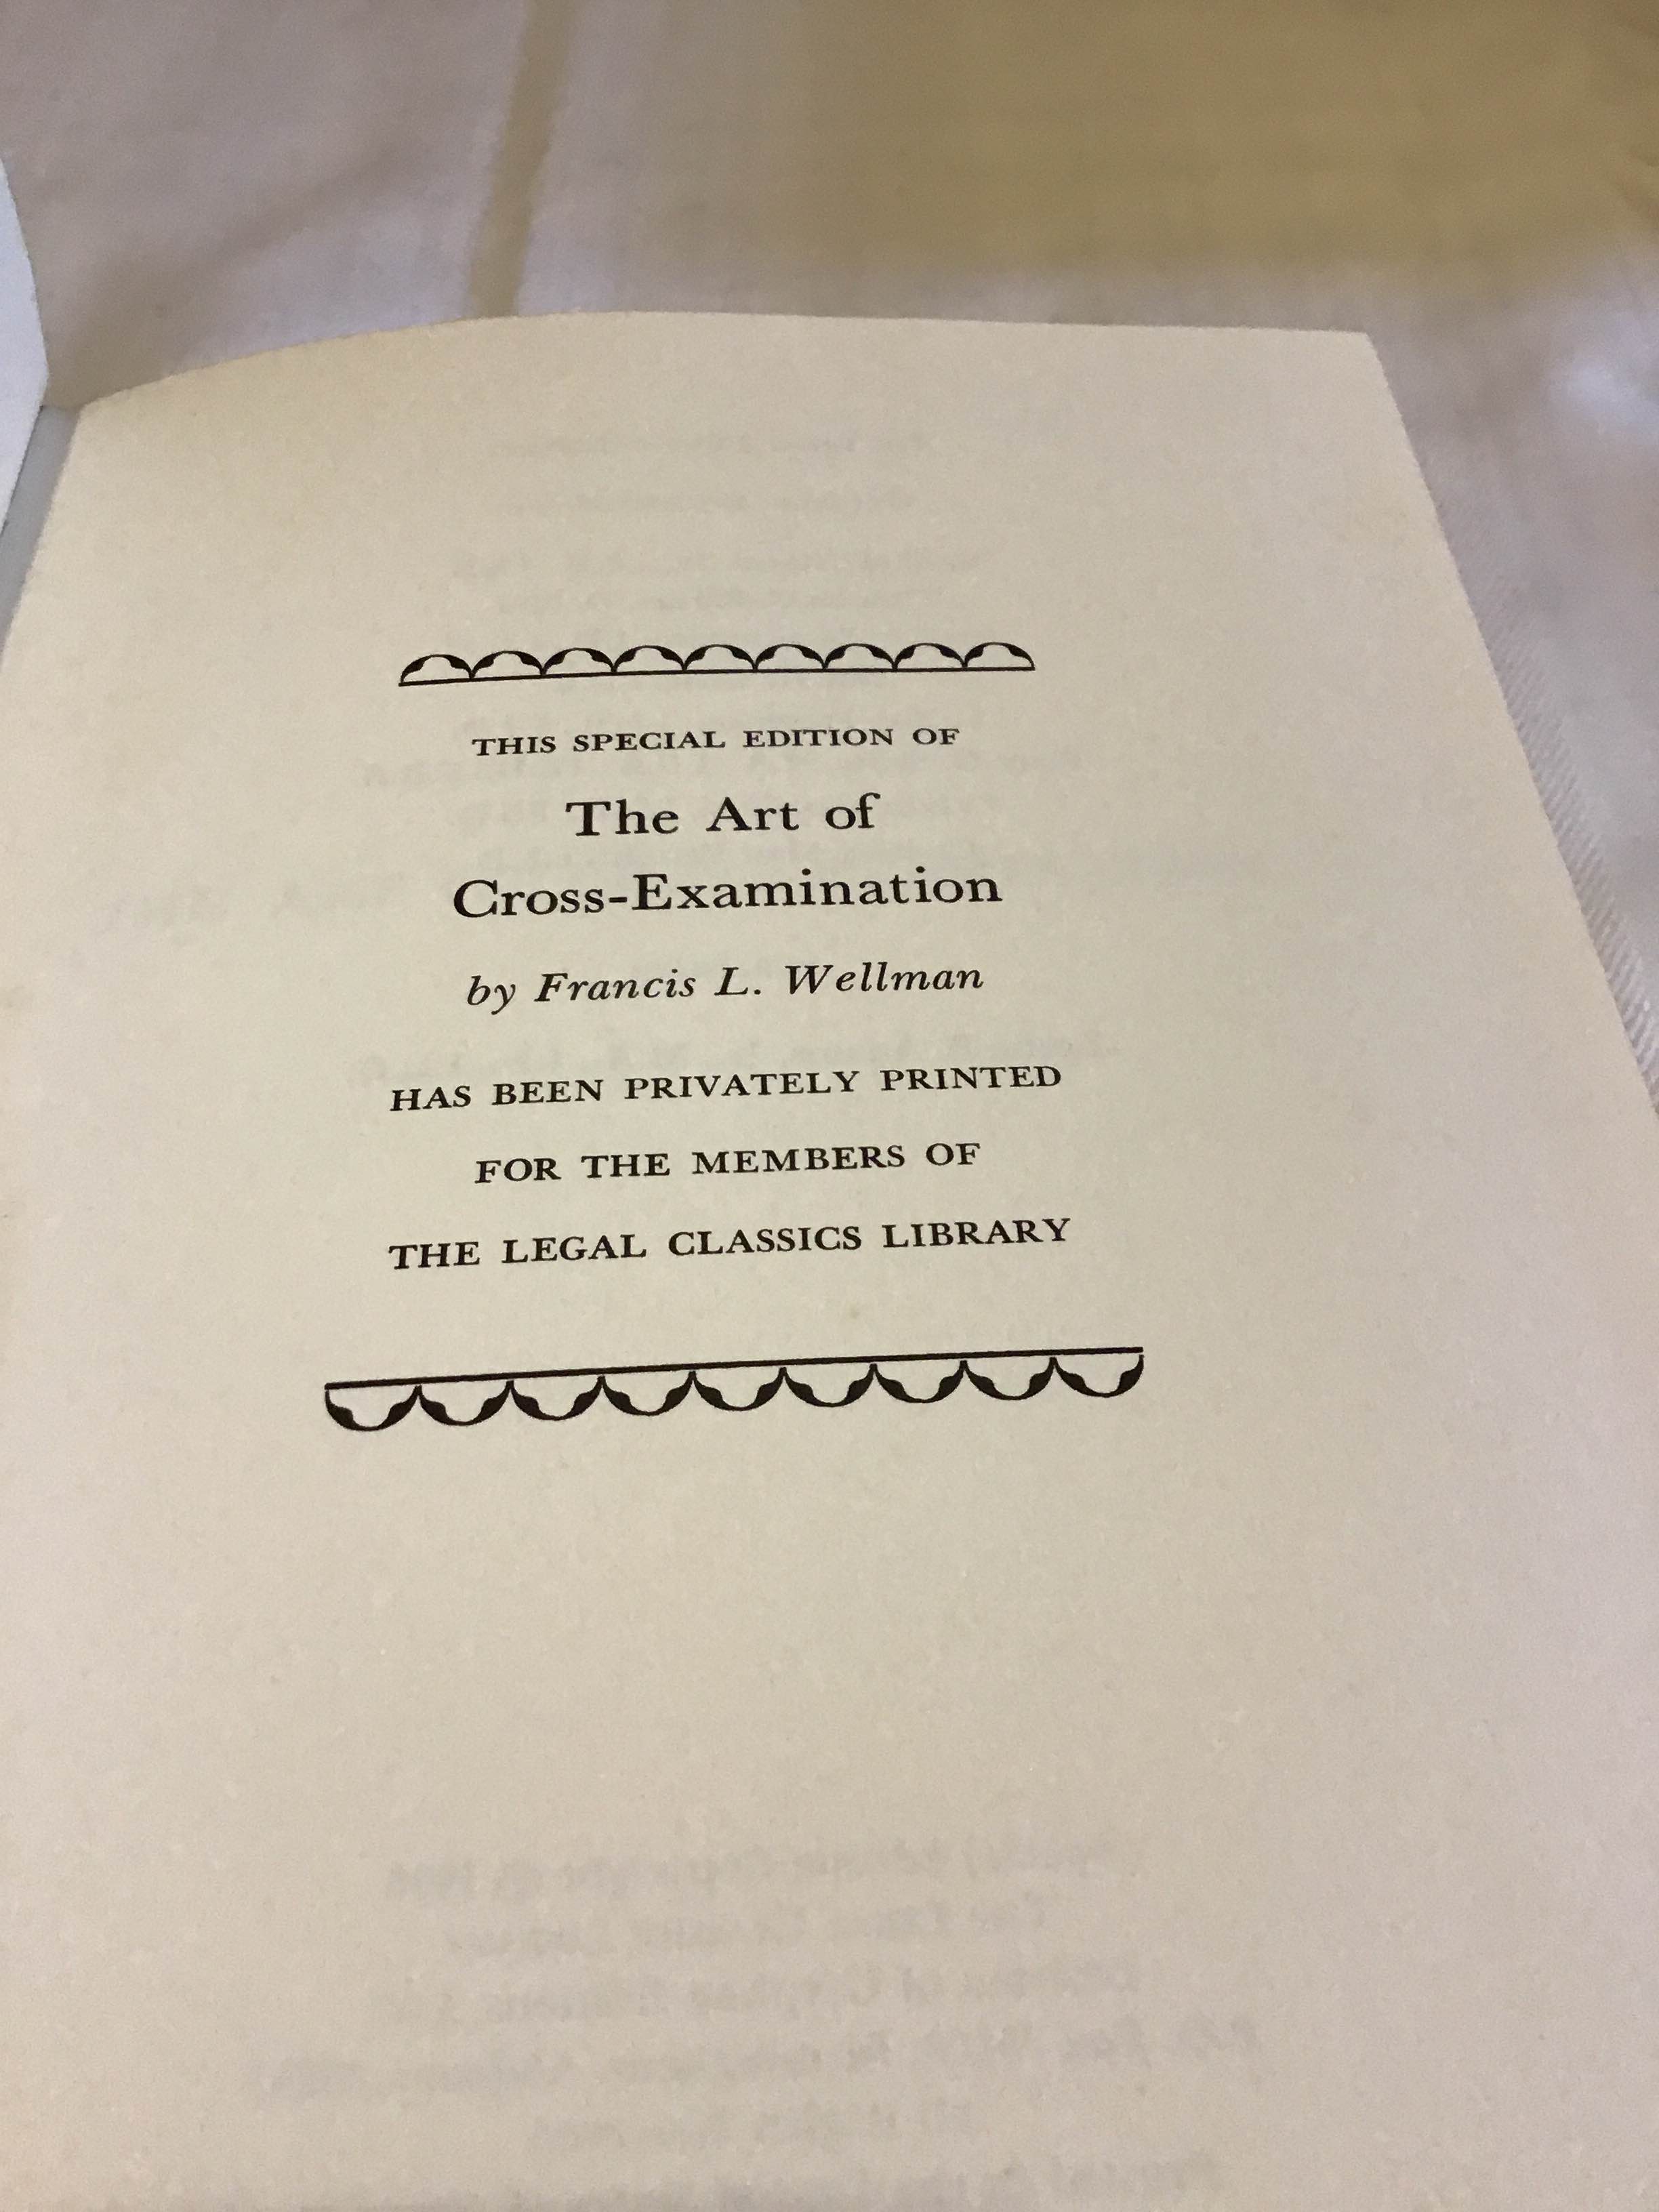 THIS SPECIAL EDITION OF
The Art of
Cross-Examination
by Francis L. Wellman
HAS BEEN PRIVATELY PRINTED
FOR THE MEMBERS OF
THE LEGAL CLASSICS LIBRARY